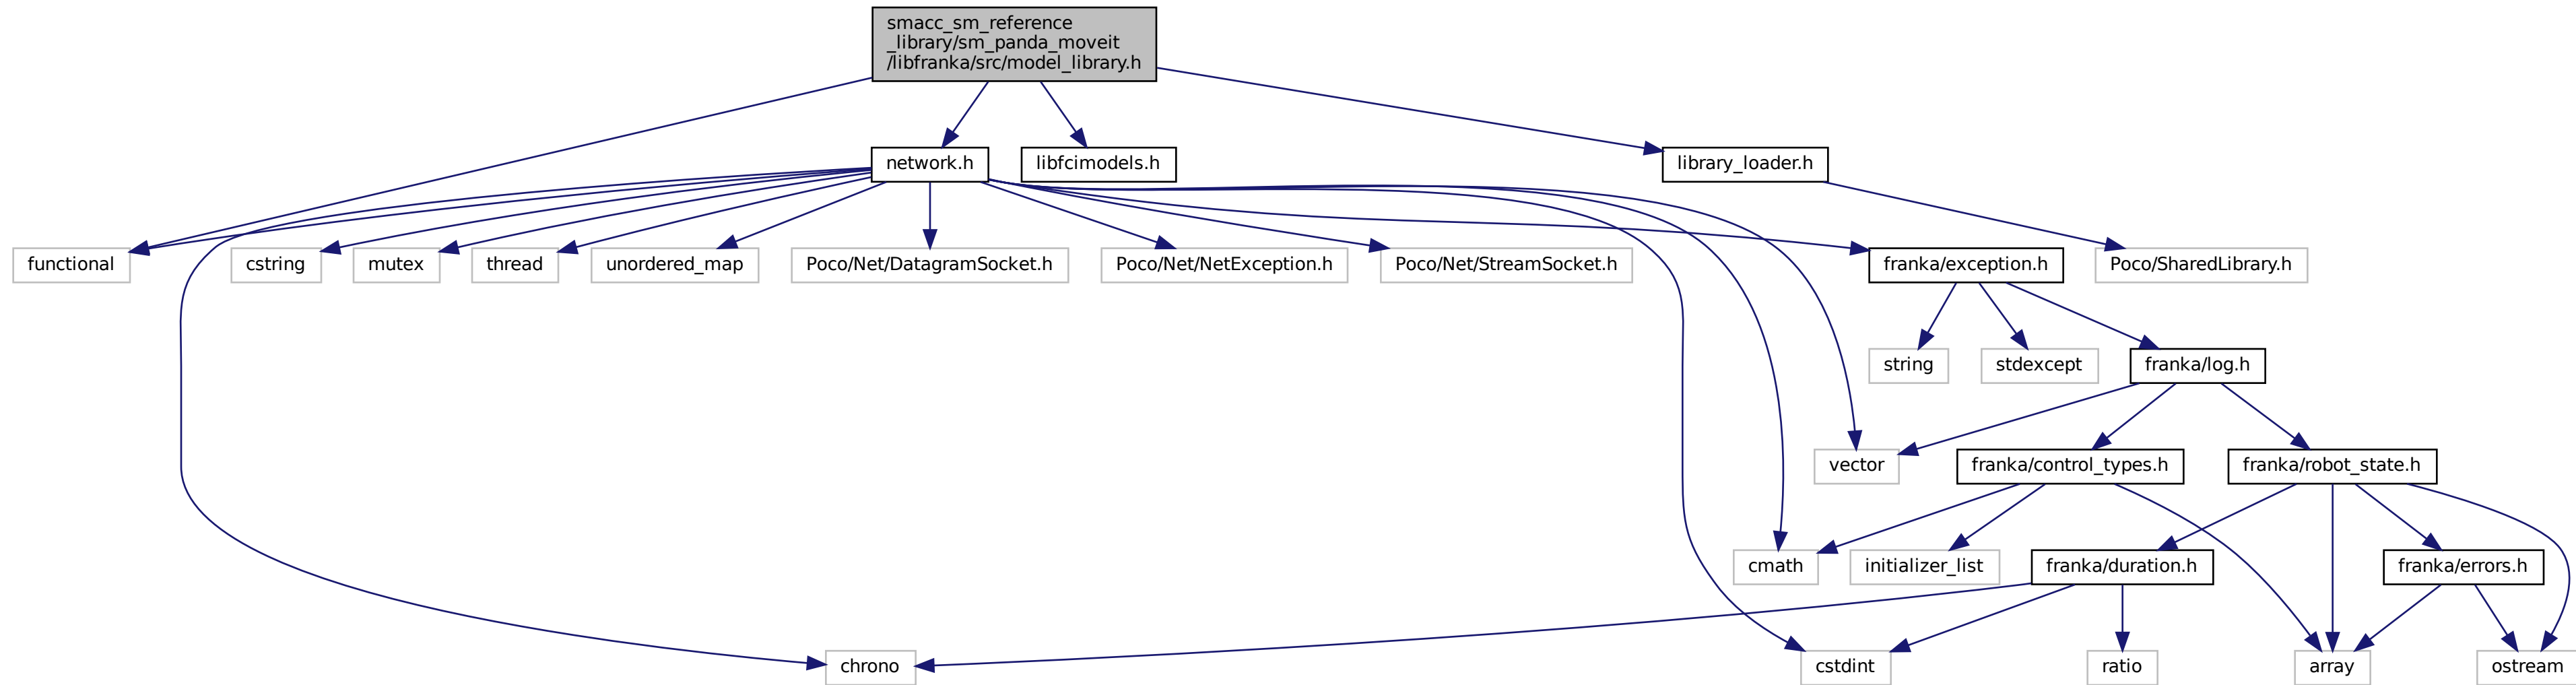 smacc_sm_reference
_library/sm_panda_moveit
/libfranka/src/model_library.h
network.h
libfcimodels.h
library_loader.h
functional
cstring
mutex
thread
unordered_map
Poco/Net/DatagramSocket.h
Poco/Net/NetException.h
Poco/Net/StreamSocket.h
franka/exception.h
Poco/SharedLibrary.h
string
stdexcept
franka/log.h
vector
franka/control_types.h
franka/robot_state.h
cmath
initializer_list
franka/duration.h
franka/errors.h
chrono
cstdint
ratio
array
ostream